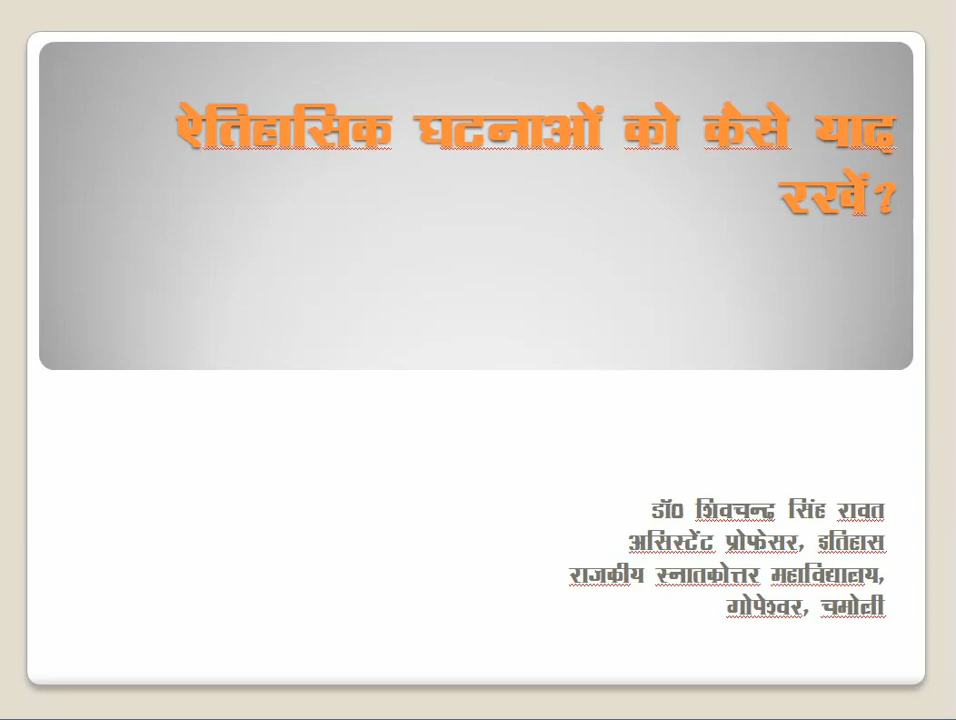 ऐतिहासिक घटनाओं को कैसे याद
रखें?
डॉ0 शिवचन्द्र सिंह रावत
असिस्टेंट प्रोफेसर, इतिहास
राजकीय स्नातकोत्तर महाविद्यालय,
गोपेश्वर, चमोली